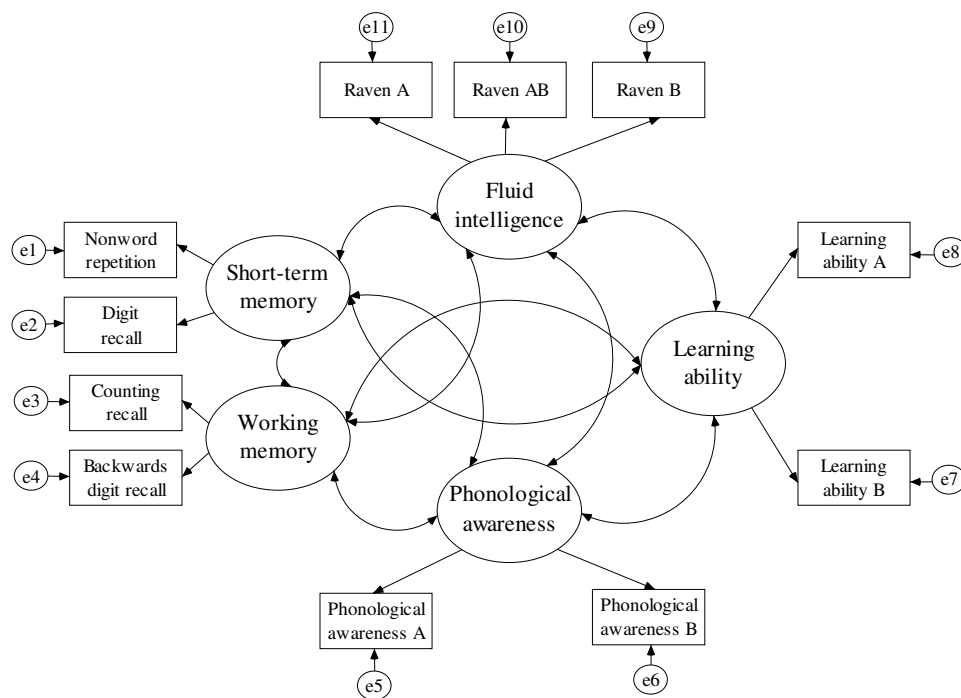 e11
e10
e9
Raven A
Raven AB
Raven B
Fluid
intelligence
e1
Nonword
repetition
Short-term
memory
Learning
ability A
e8
e2
Digit
recall
Learning
ability
e3
Counting
recall
Working
memory
e4
Backwards
digit recall
Learning
ability B
e7
Phonological
awareness
Phonological
awareness A
Phonological
awareness B
e5
e6